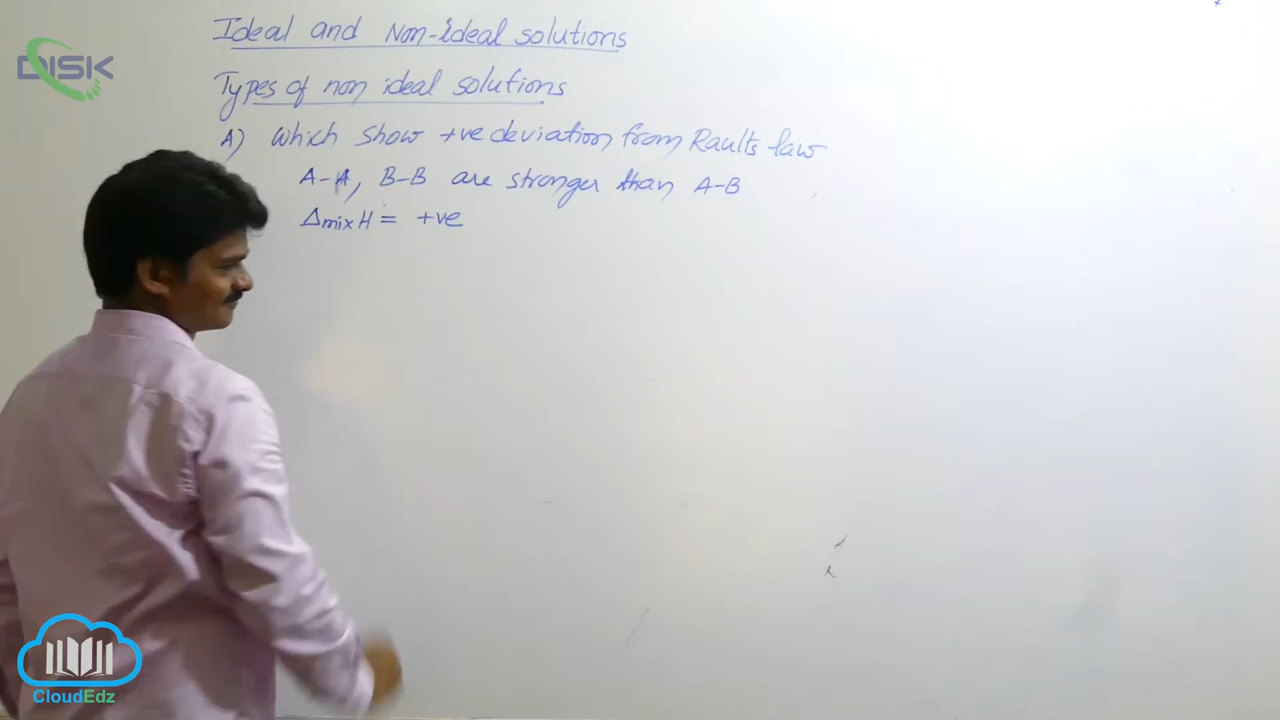 Ideal and Non-ideal solutions
DISK
Types of non ideal solutions
A) which show +ve deviation from Raults law
A-A, B-B are stronger than A-B
ΔmixH = +ve
CloudEdz